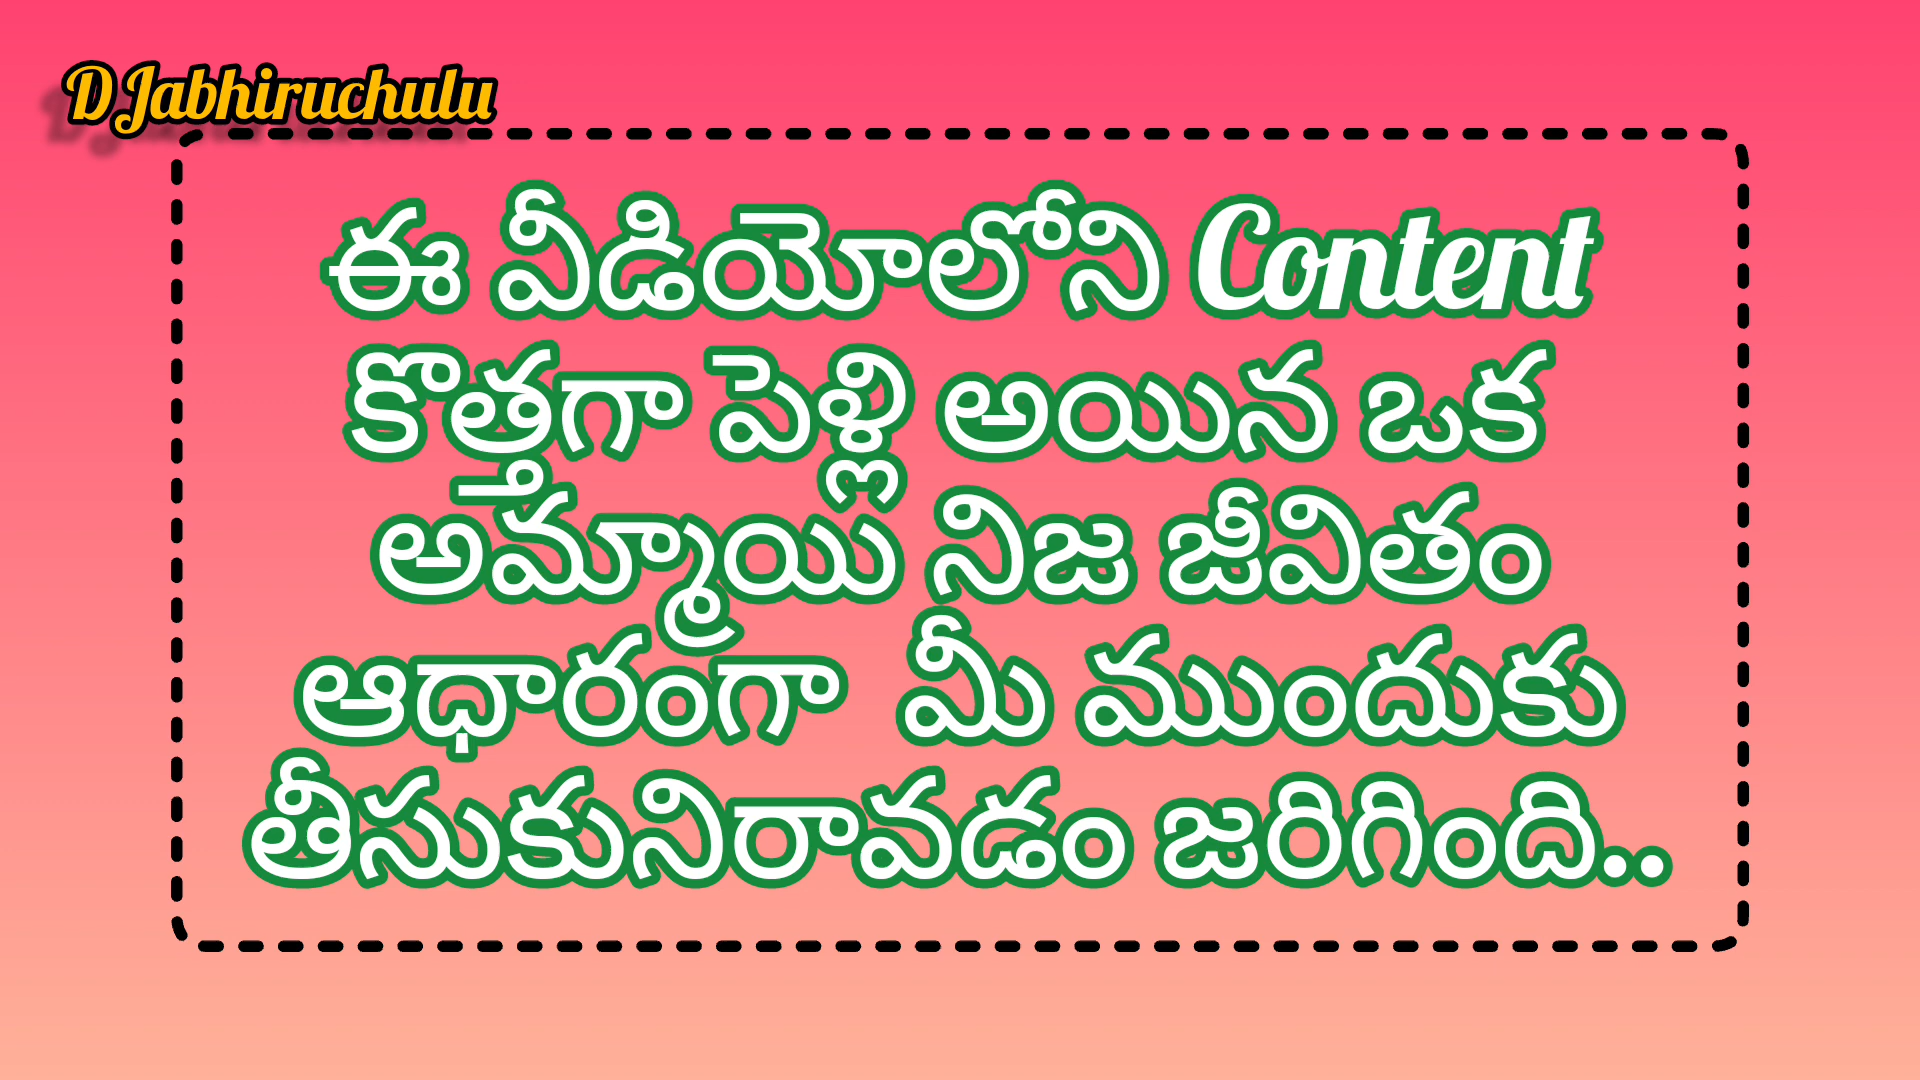 DJabhiruchulu
ఈ వీడియోలోని Content
కొత్తగా పెళ్లి అయిన ఒక
అమ్మాయి నిజ జీవితం
ఆధారంగా మీ ముందుకు
తీసుకునిరావడం జరిగింది..